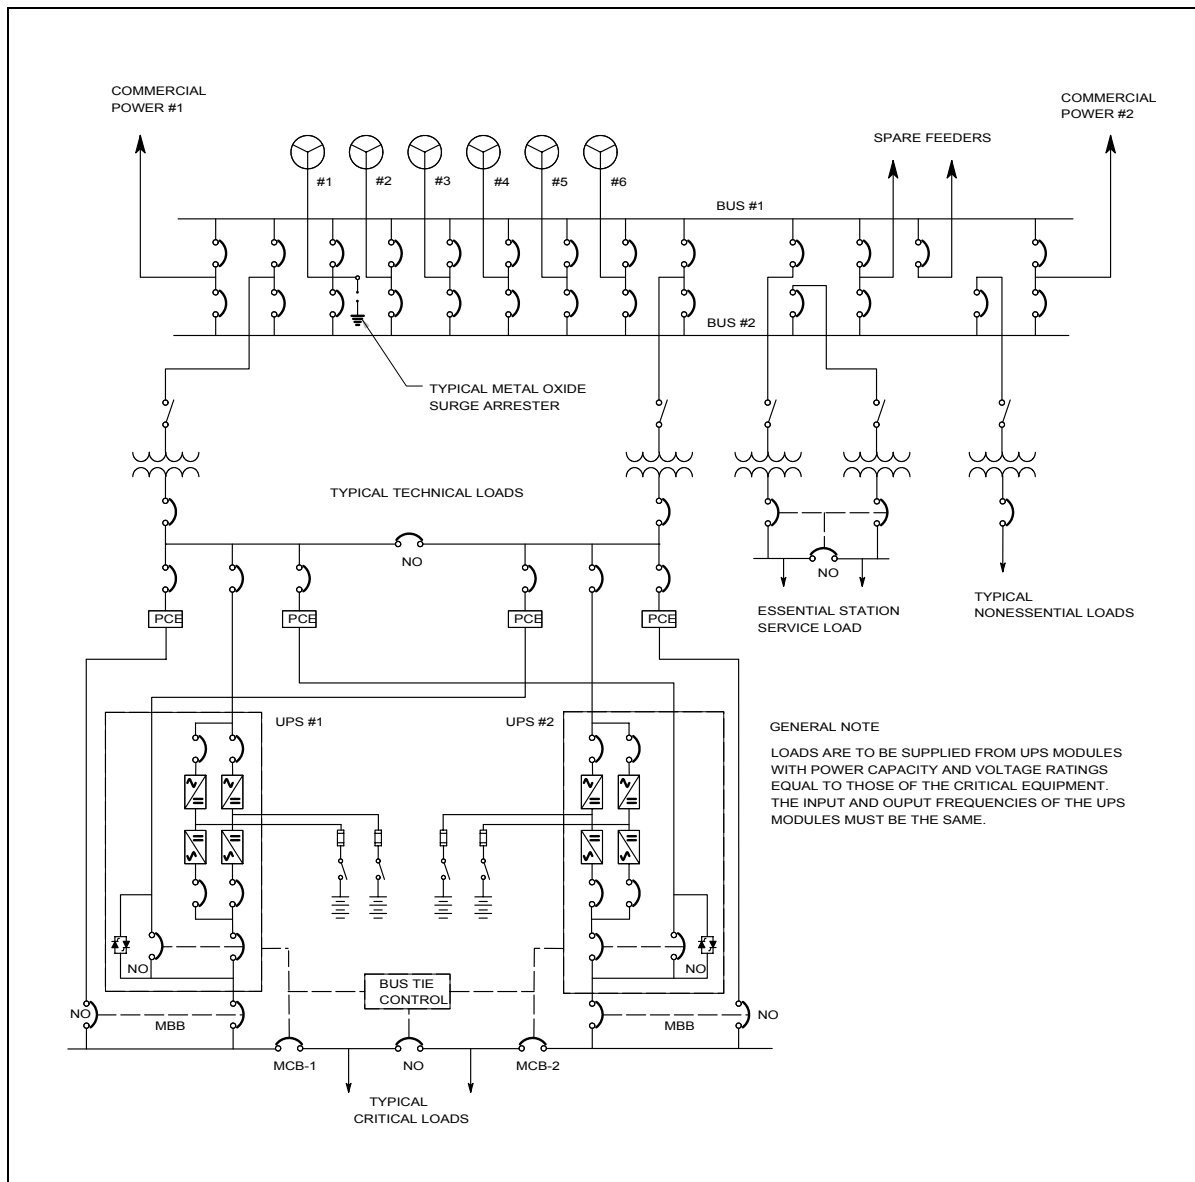 COMMERCIAL
POWER #1
COMMERCIAL
POWER #2
SPARE FEEDERS
#1
#2
#3
#4
#5
#6
BUS #1
BUS #2
TYPICAL METAL OXIDE
SURGE ARRESTER
TYPICAL TECHNICAL LOADS
NO
NO
PCE
PCE
PCE
PCE
ESSENTIAL STATION
SERVICE LOAD
TYPICAL
NONESSENTIAL LOADS
UPS #1
UPS #2
GENERAL NOTE
LOADS ARE TO BE SUPPLIED FROM UPS MODULES
WITH POWER CAPACITY AND VOLTAGE RATINGS
EQUAL TO THOSE OF THE CRITICAL EQUIPMENT.
THE INPUT AND OUPUT FREQUENCIES OF THE UPS
MODULES MUST BE THE SAME.
NO
NO
BUS TIE
CONTROL
NO
MBB
MBB
NO
MCB-1
NO
MCB-2
TYPICAL
CRITICAL LOADS